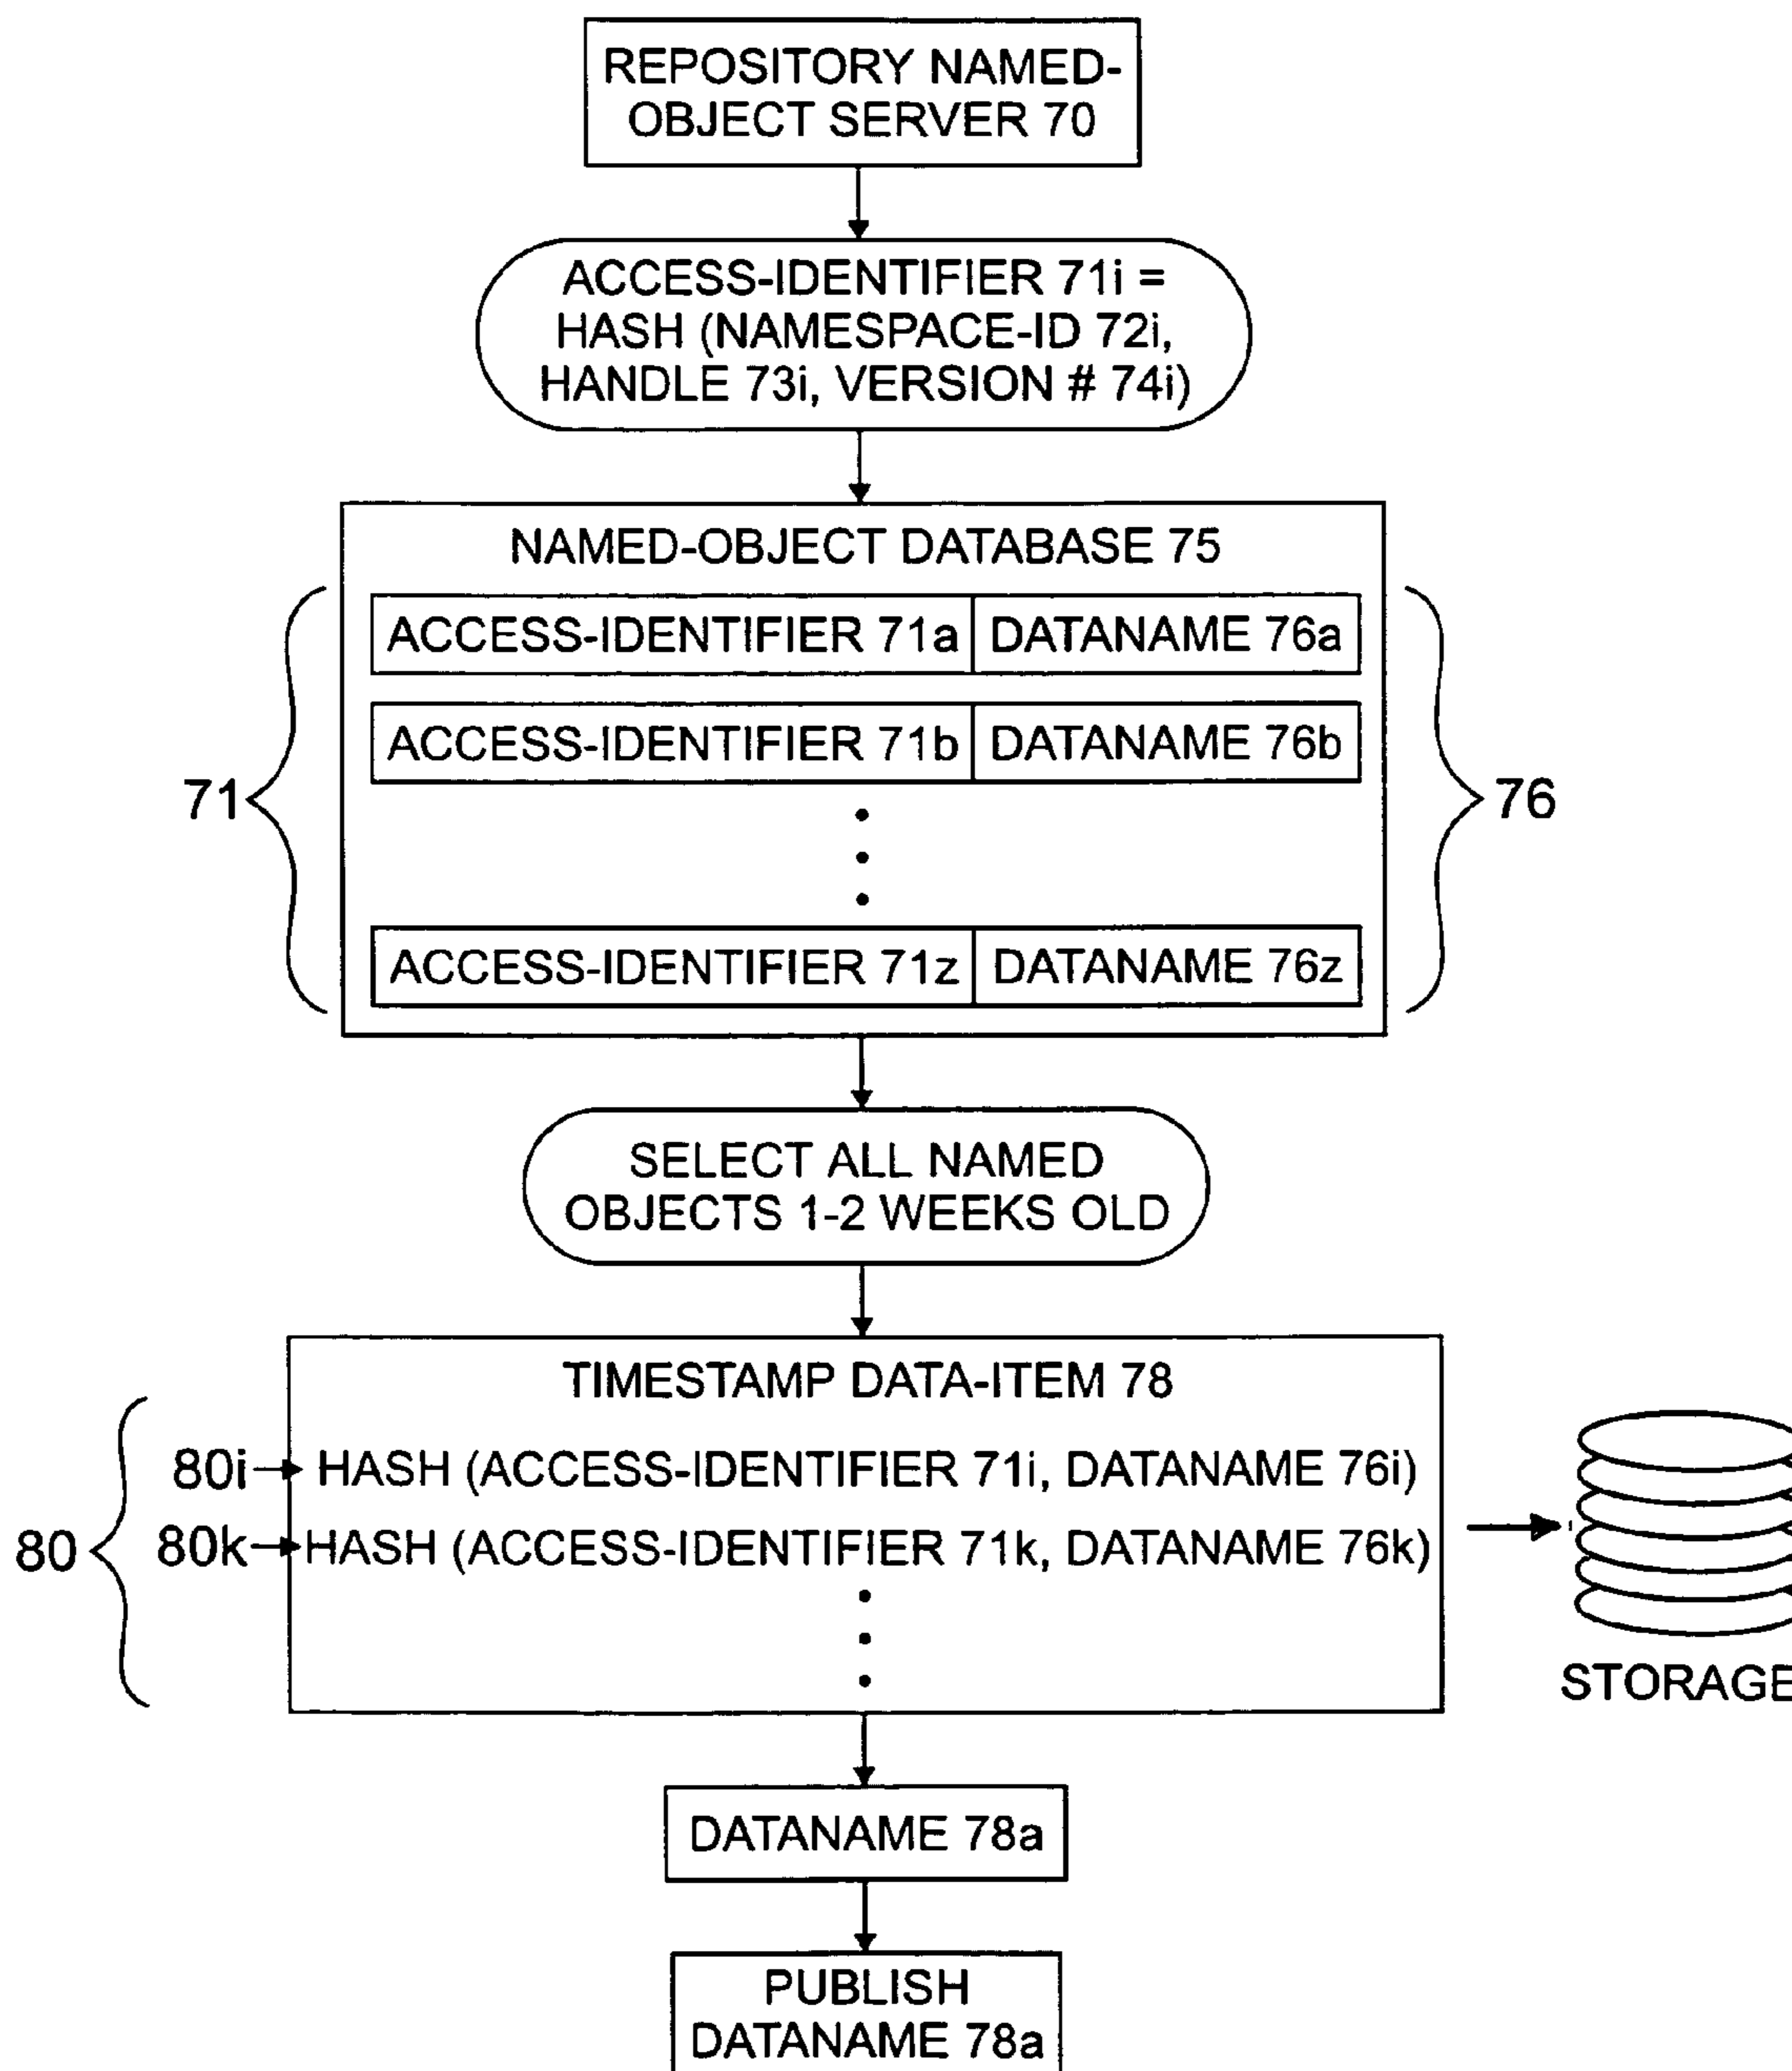 REPOSITORY NAMED-
OBJECT SERVER 70
ACCESS-IDENTIFIER 71i =
HASH (NAMESPACE-ID 72i,
HANDLE 73i, VERSION # 74i)
NAMED-OBJECT DATABASE 75
ACCESS-IDENTIFIER 71a DATANAME 76a
ACCESS-IDENTIFIER 71b DATANAME 76b
71
76
ACCESS-IDENTIFIER 71z DATANAME 76z
SELECT ALL NAMED
OBJECTS 1-2 WEEKS OLD
TIMESTAMP DATA-ITEM 78
80i HASH (ACCESS-IDENTIFIER 71i, DATANAME 76i)
80
80k HASH (ACCESS-IDENTIFIER 71k, DATANAME 76k)
STORAGE
DATANAME 78a
PUBLISH
DATANAME 78a